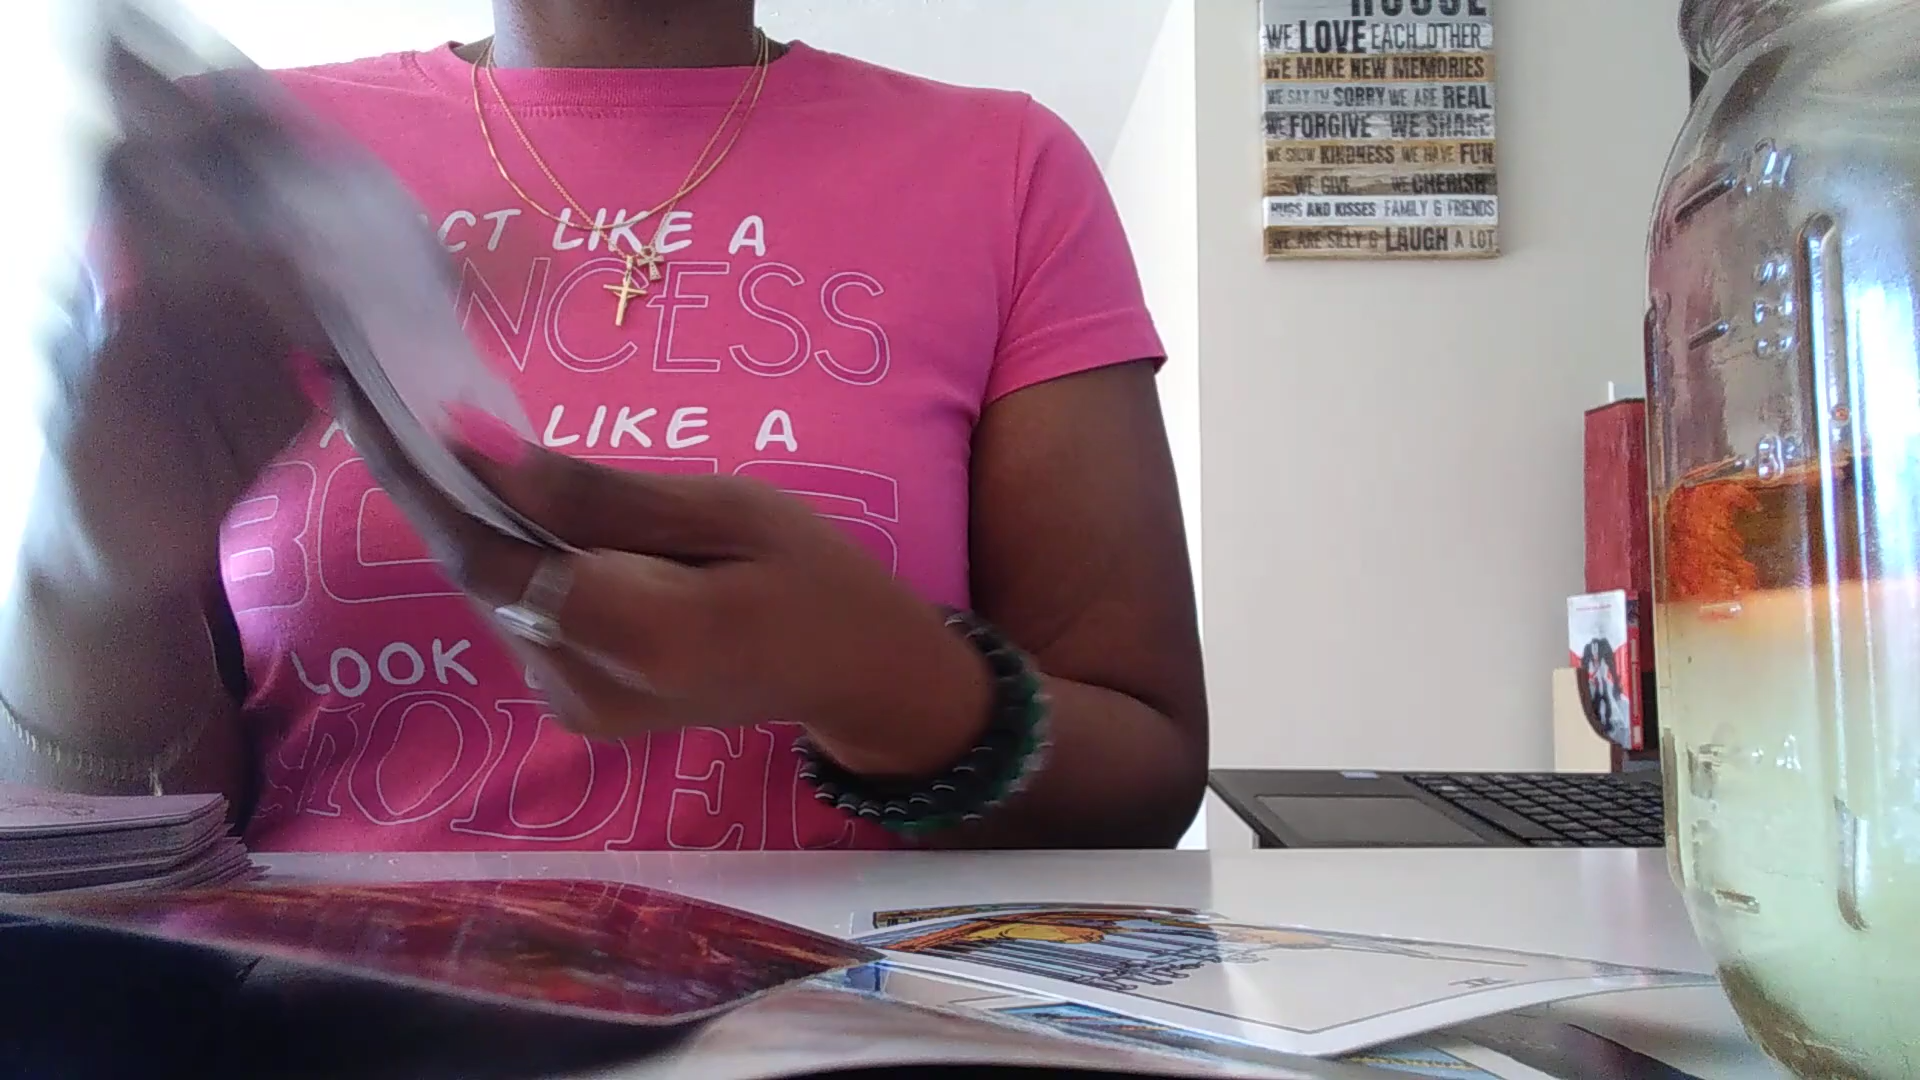 CT LIKE A
NCESS
LIKE A
LOOK
MODEL
HOUSE
WE LOVE EACH OTHER
WE MAKE NEW MEMORIES
WE SAY I'M SORRY WE ARE REAL
WE FORGIVE WE SHARE
WE SHOW KINDNESS WE HAVE FUN
WE GIVE WE CHERISH
HUGS AND KISSES FAMILY & FRIENDS
WE ARE SILLY & LAUGH A LOT